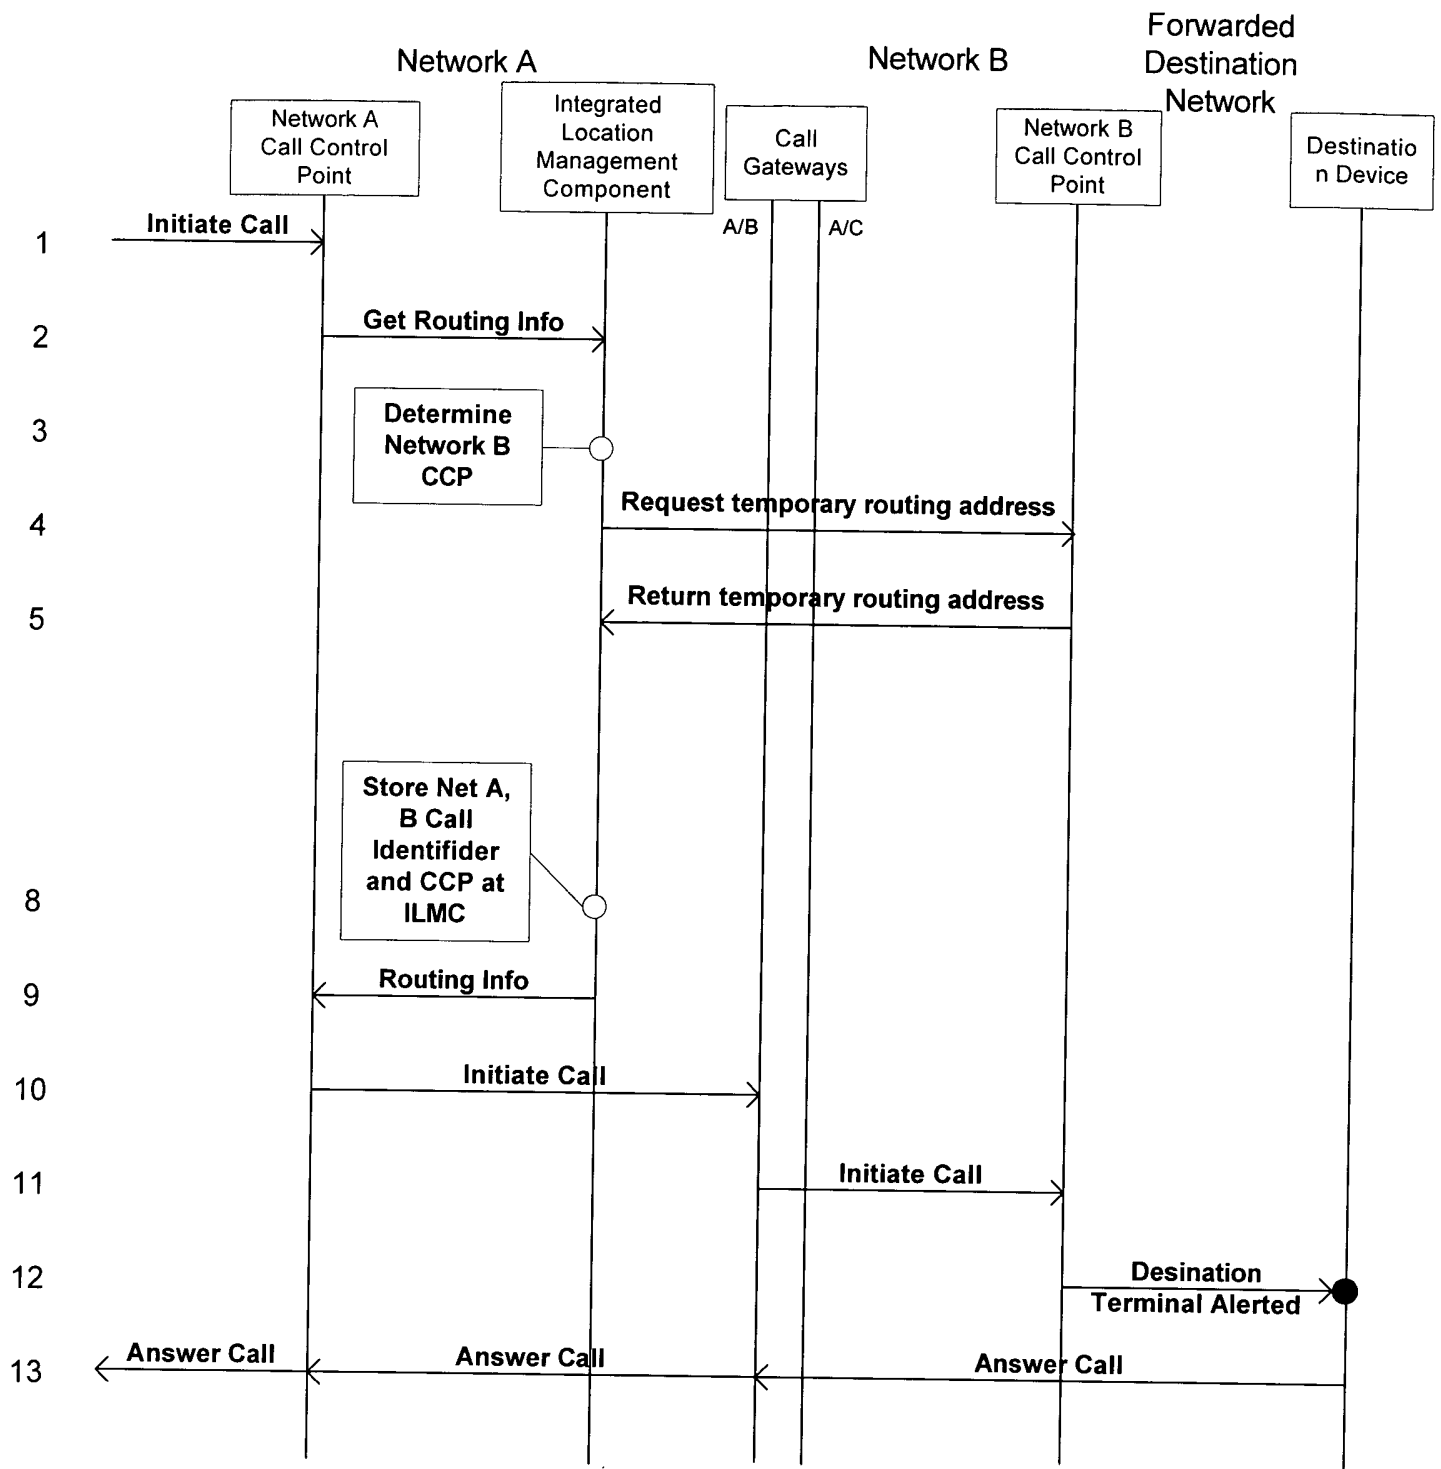 Network A
Network B
Forwarded
Destination
Network
Network A
Call Control
Point
Integrated
Location
Management
Component
Call
Gateways
Network B
Call Control
Point
Destinatio
n Device
A/B
A/C
1
Initiate Call
2
Get Routing Info
3
Determine
Network B
CCP
4
Request temporary routing address
5
Return temporary routing address
Store Net A,
B Call
Identifider
and CCP at
ILMC
8
9
Routing Info
10
Initiate Call
11
Initiate Call
12
Desination
Terminal Alerted
13
Answer Call
Answer Call
Answer Call